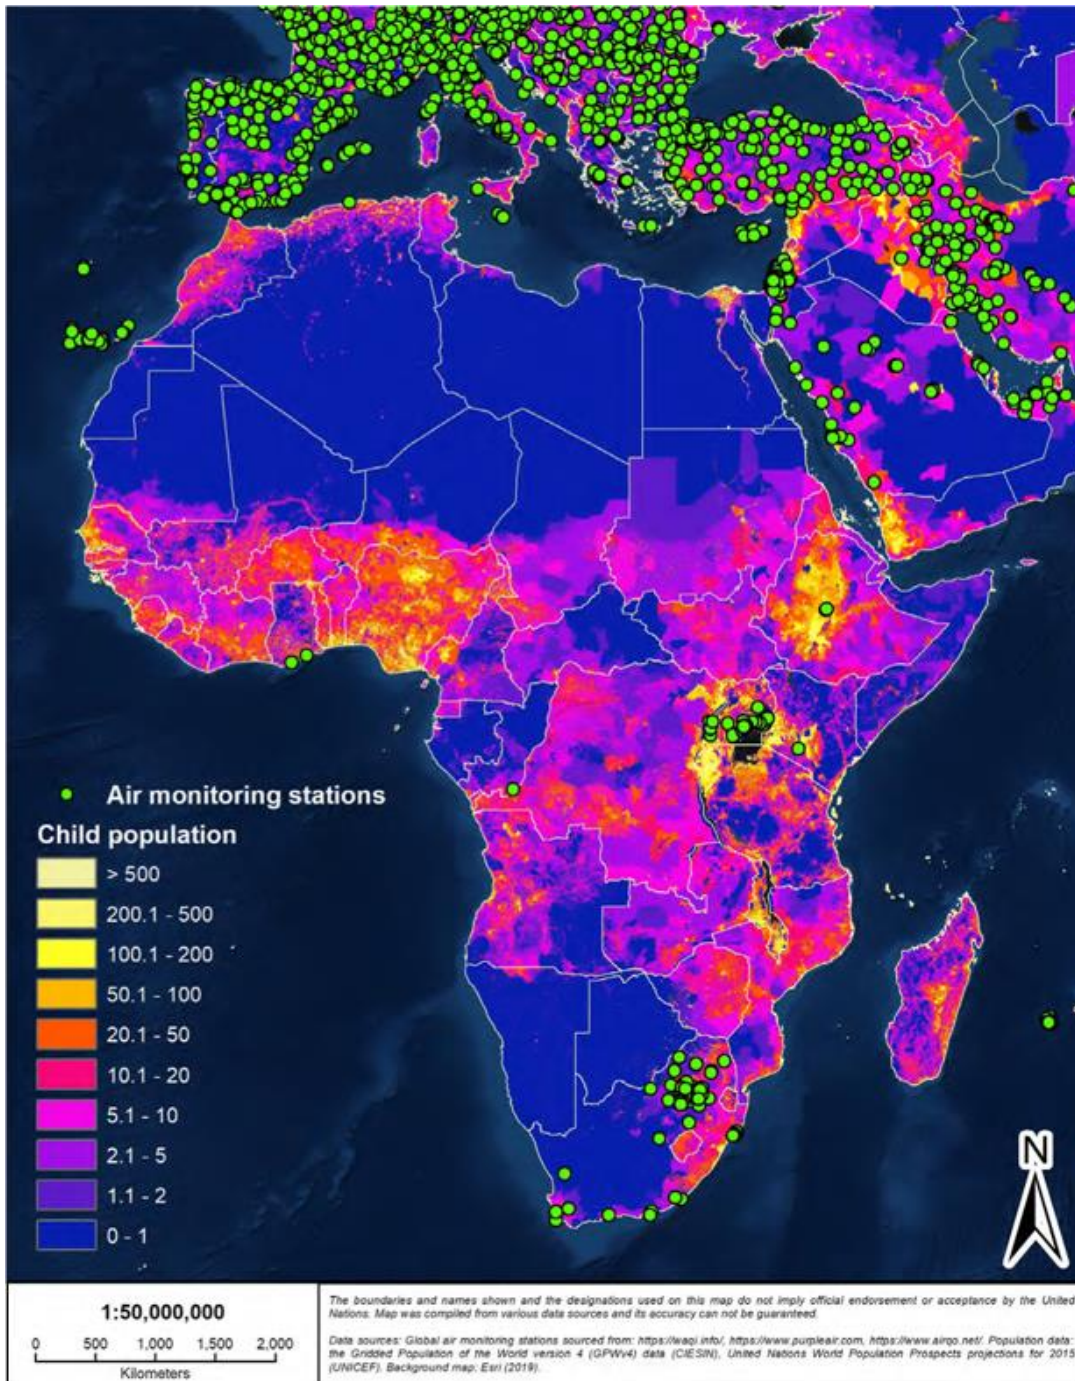 Air monitoring stations
Child population
> 500
200.1 - 500
100.1 - 200
50.1 - 100
20.1 - 50
10.1 - 20
5.1 - 10
2.1 - 5
1.1 - 2
0 - 1
N
1:50,000,000
0 500 1,000 1,500 2,000
Kilometers
The boundaries and names shown and the designations used on this map do not imply official endorsement or acceptance by the United
Nations. Map was compiled from various data sources and its accuracy can not be guaranteed.
Data sources: Global air monitoring stations sourced from: https://waqi.info/, https://www.purpleair.com, https://www.airqo.net/. Population data:
the Gridded Population of the World version 4 (GPWv4) data (CIESIN), United Nations World Population Prospects projections for 2015
(UNICEF). Background map: Esri (2019).